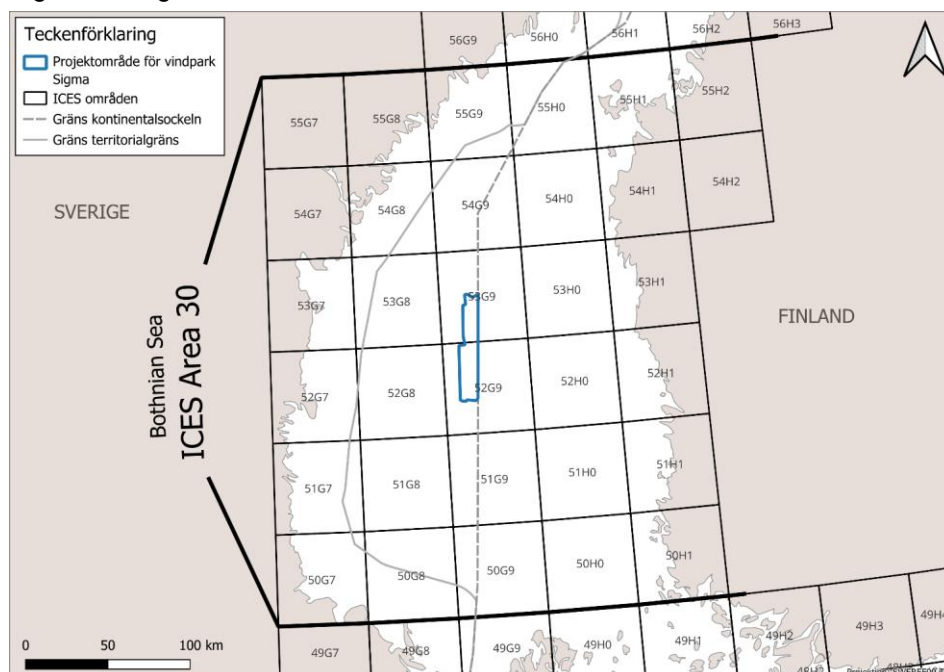 Teckenförklaring
Projektområde för vindpark
Sigma
ICES områden
Gräns kontinentalsockeln
Gräns territorialgräns
56G9
56H0
56H1
56H2
56H3
55G7
55G8
55G9
55H0
55H1
55H2
SVERIGE
54G7
54G8
54G9
54H0
54H1
54H2
53G7
53G8
53G9
53H0
53H1
FINLAND
Bothnian Sea
ICES Area 30
52G7
52G8
52G9
52H0
52H1
51G7
51G8
51G9
51H0
51H1
50G7
50G8
50G9
50H0
50H1
0 50 100 km
49G7
49G8
49G9
49H0
49H1
49H2
49H3
49H4